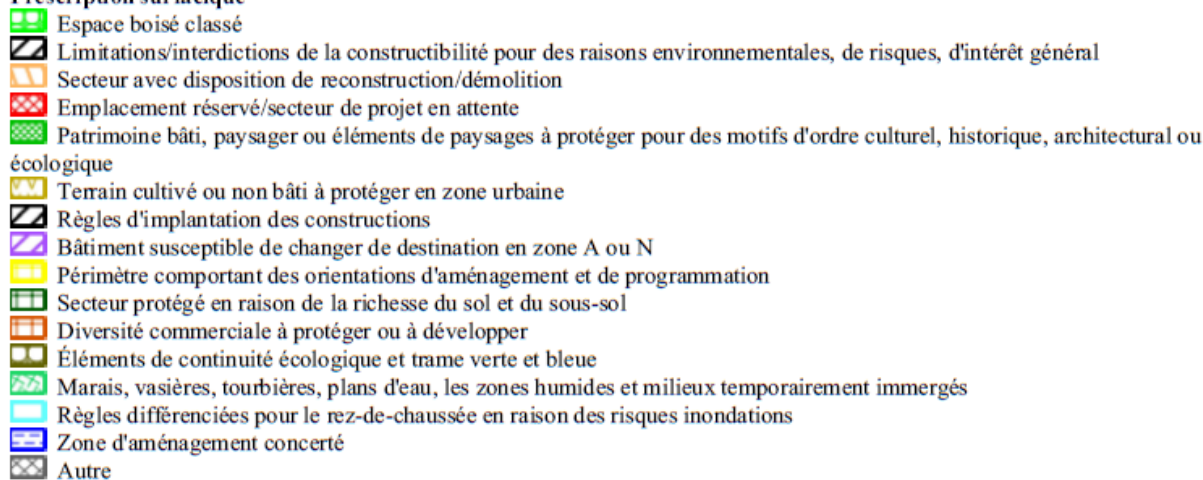 Prescription surfacique
Espace boisé classé
Limitations/interdictions de la constructibilité pour des raisons environnementales, de risques, d'intérêt général
Secteur avec disposition de reconstruction/démolition
Emplacement réservé/secteur de projet en attente
Patrimoine bâti, paysager ou éléments de paysages à protéger pour des motifs d'ordre culturel, historique, architectural ou
écologique
Terrain cultivé ou non bâti à protéger en zone urbaine
Règles d'implantation des constructions
Bâtiment susceptible de changer de destination en zone A ou N
Périmètre comportant des orientations d'aménagement et de programmation
Secteur protégé en raison de la richesse du sol et du sous-sol
Diversité commerciale à protéger ou à développer
Éléments de continuité écologique et trame verte et bleue
Marais, vasières, tourbières, plans d'eau, les zones humides et milieux temporairement immergés
Règles différenciées pour le rez-de-chaussée en raison des risques inondations
Zone d'aménagement concerté
Autre